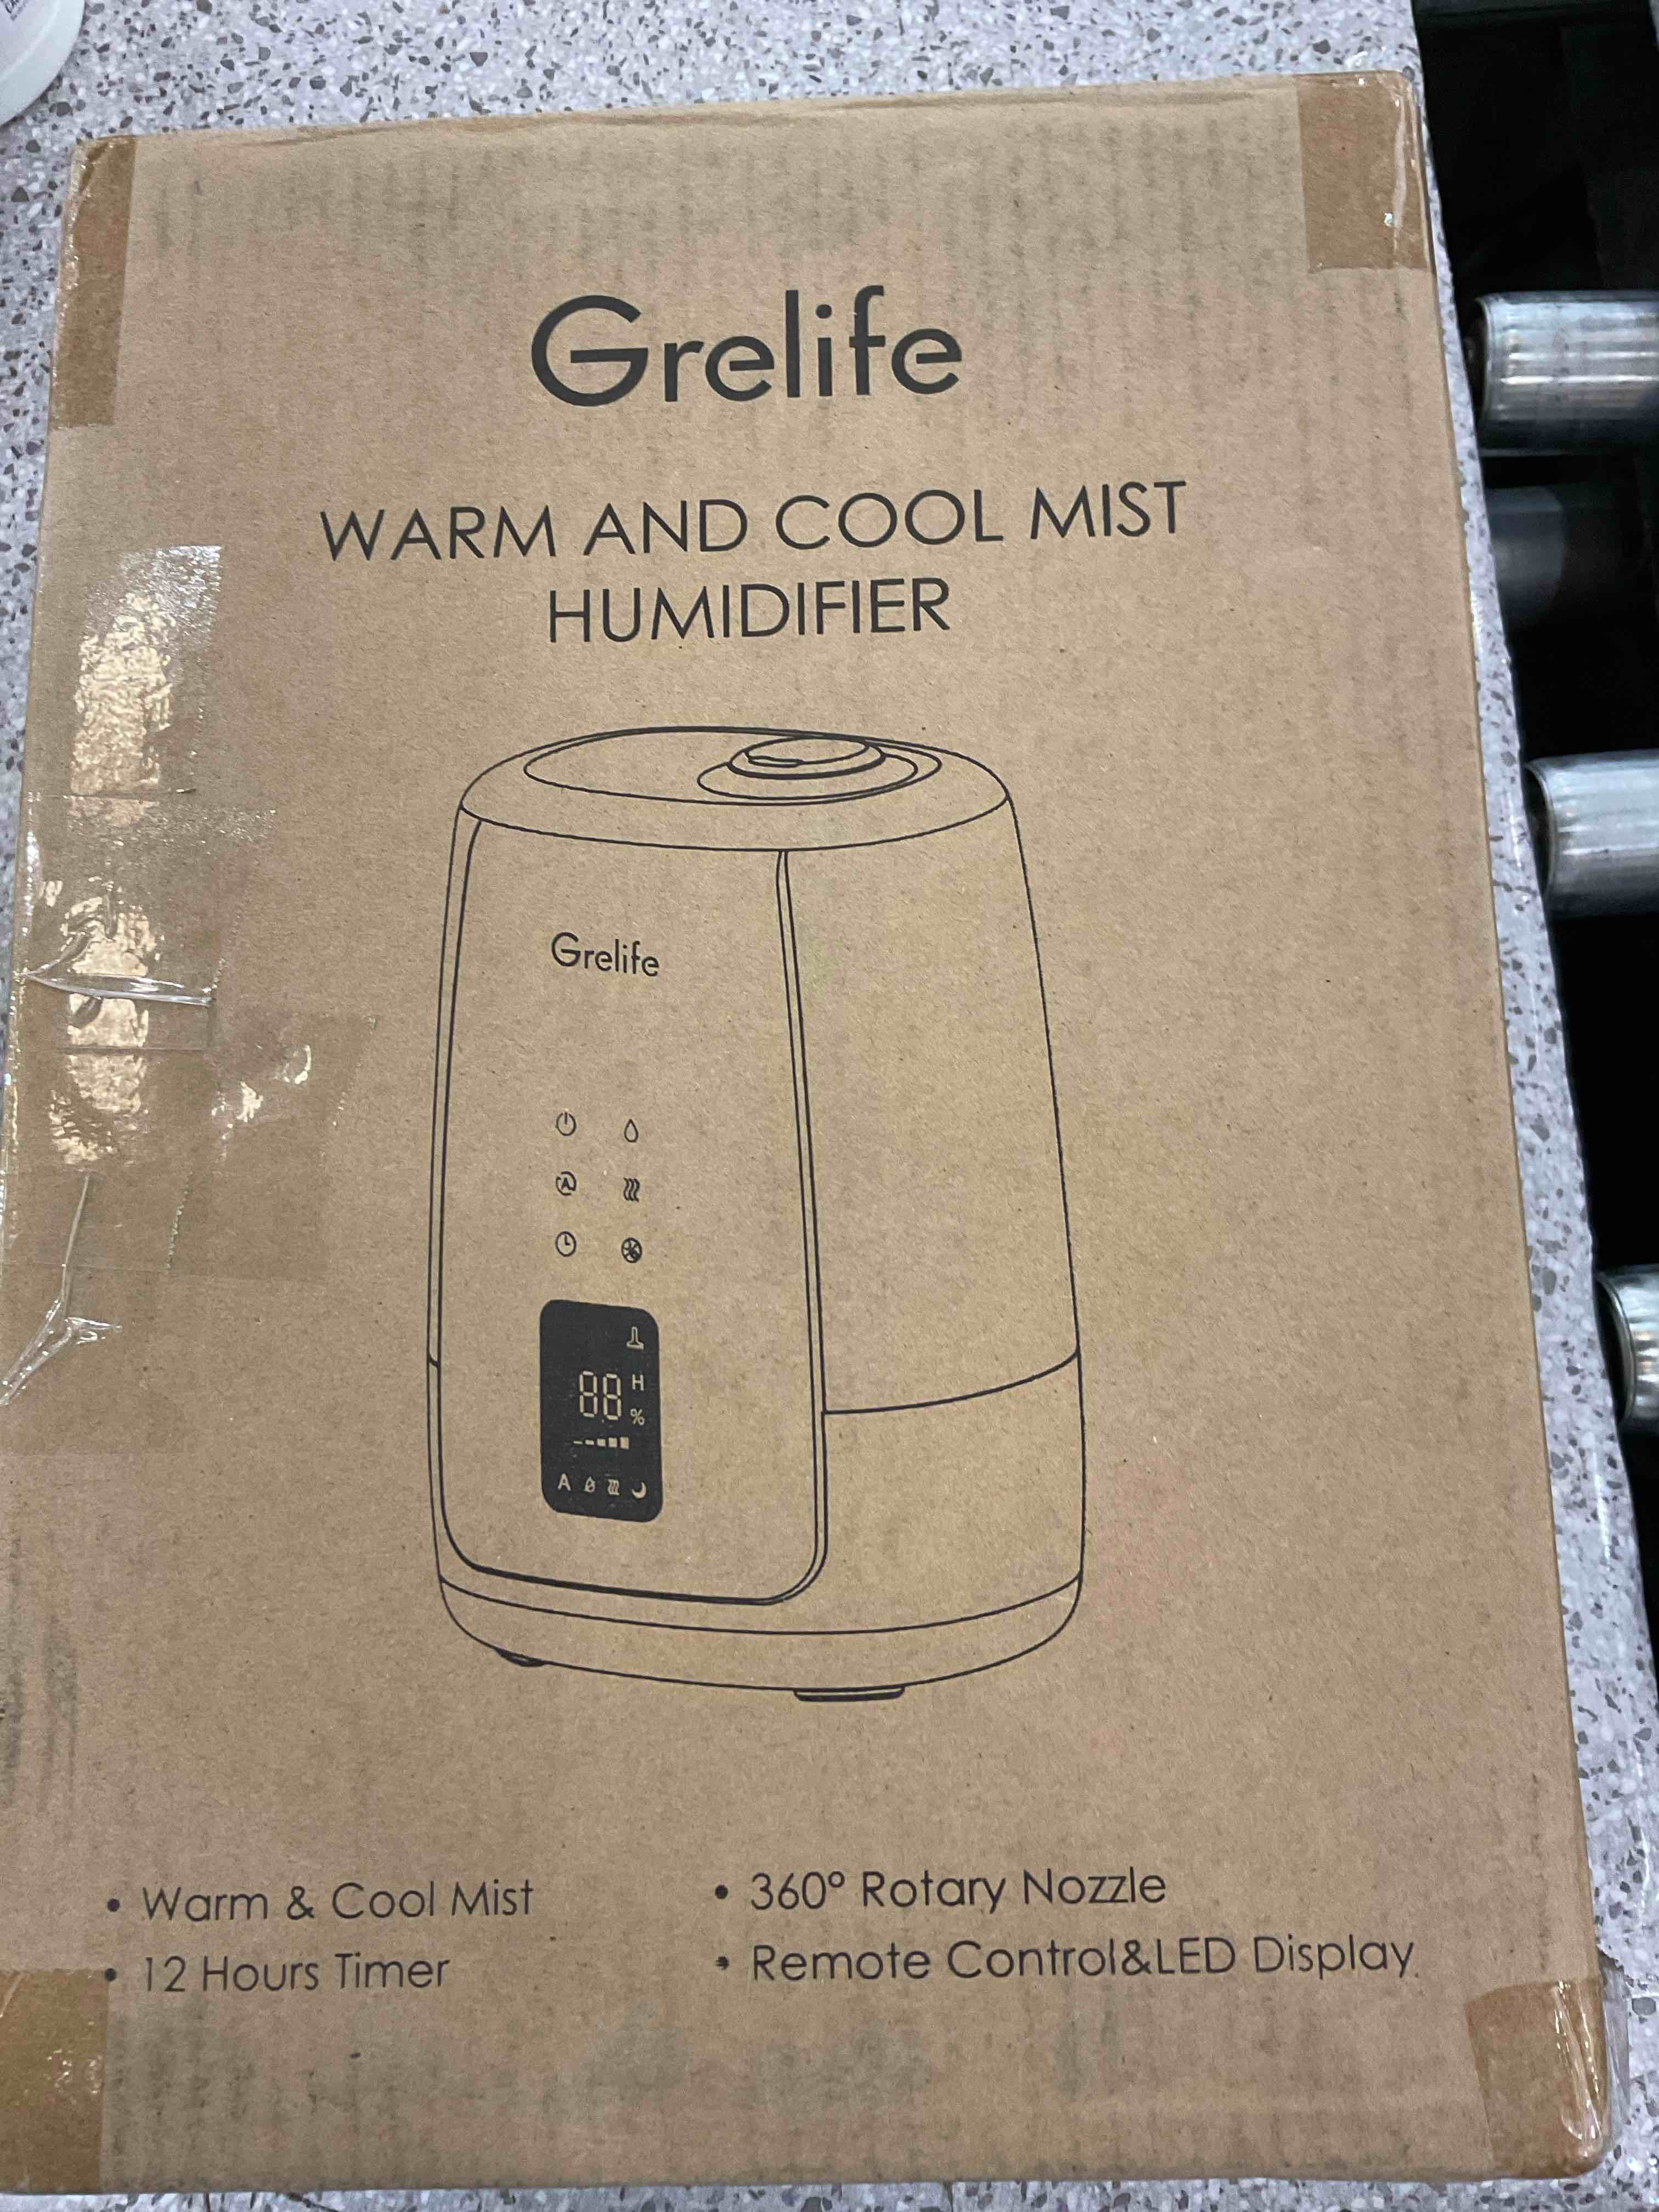 Grelife
WARM AND COOL MIST
HUMIDIFIER
Grelife
A
88 H
%
A
• Warm & Cool Mist
• 12 Hours Timer
• 360° Rotary Nozzle
• Remote Control&LED Display